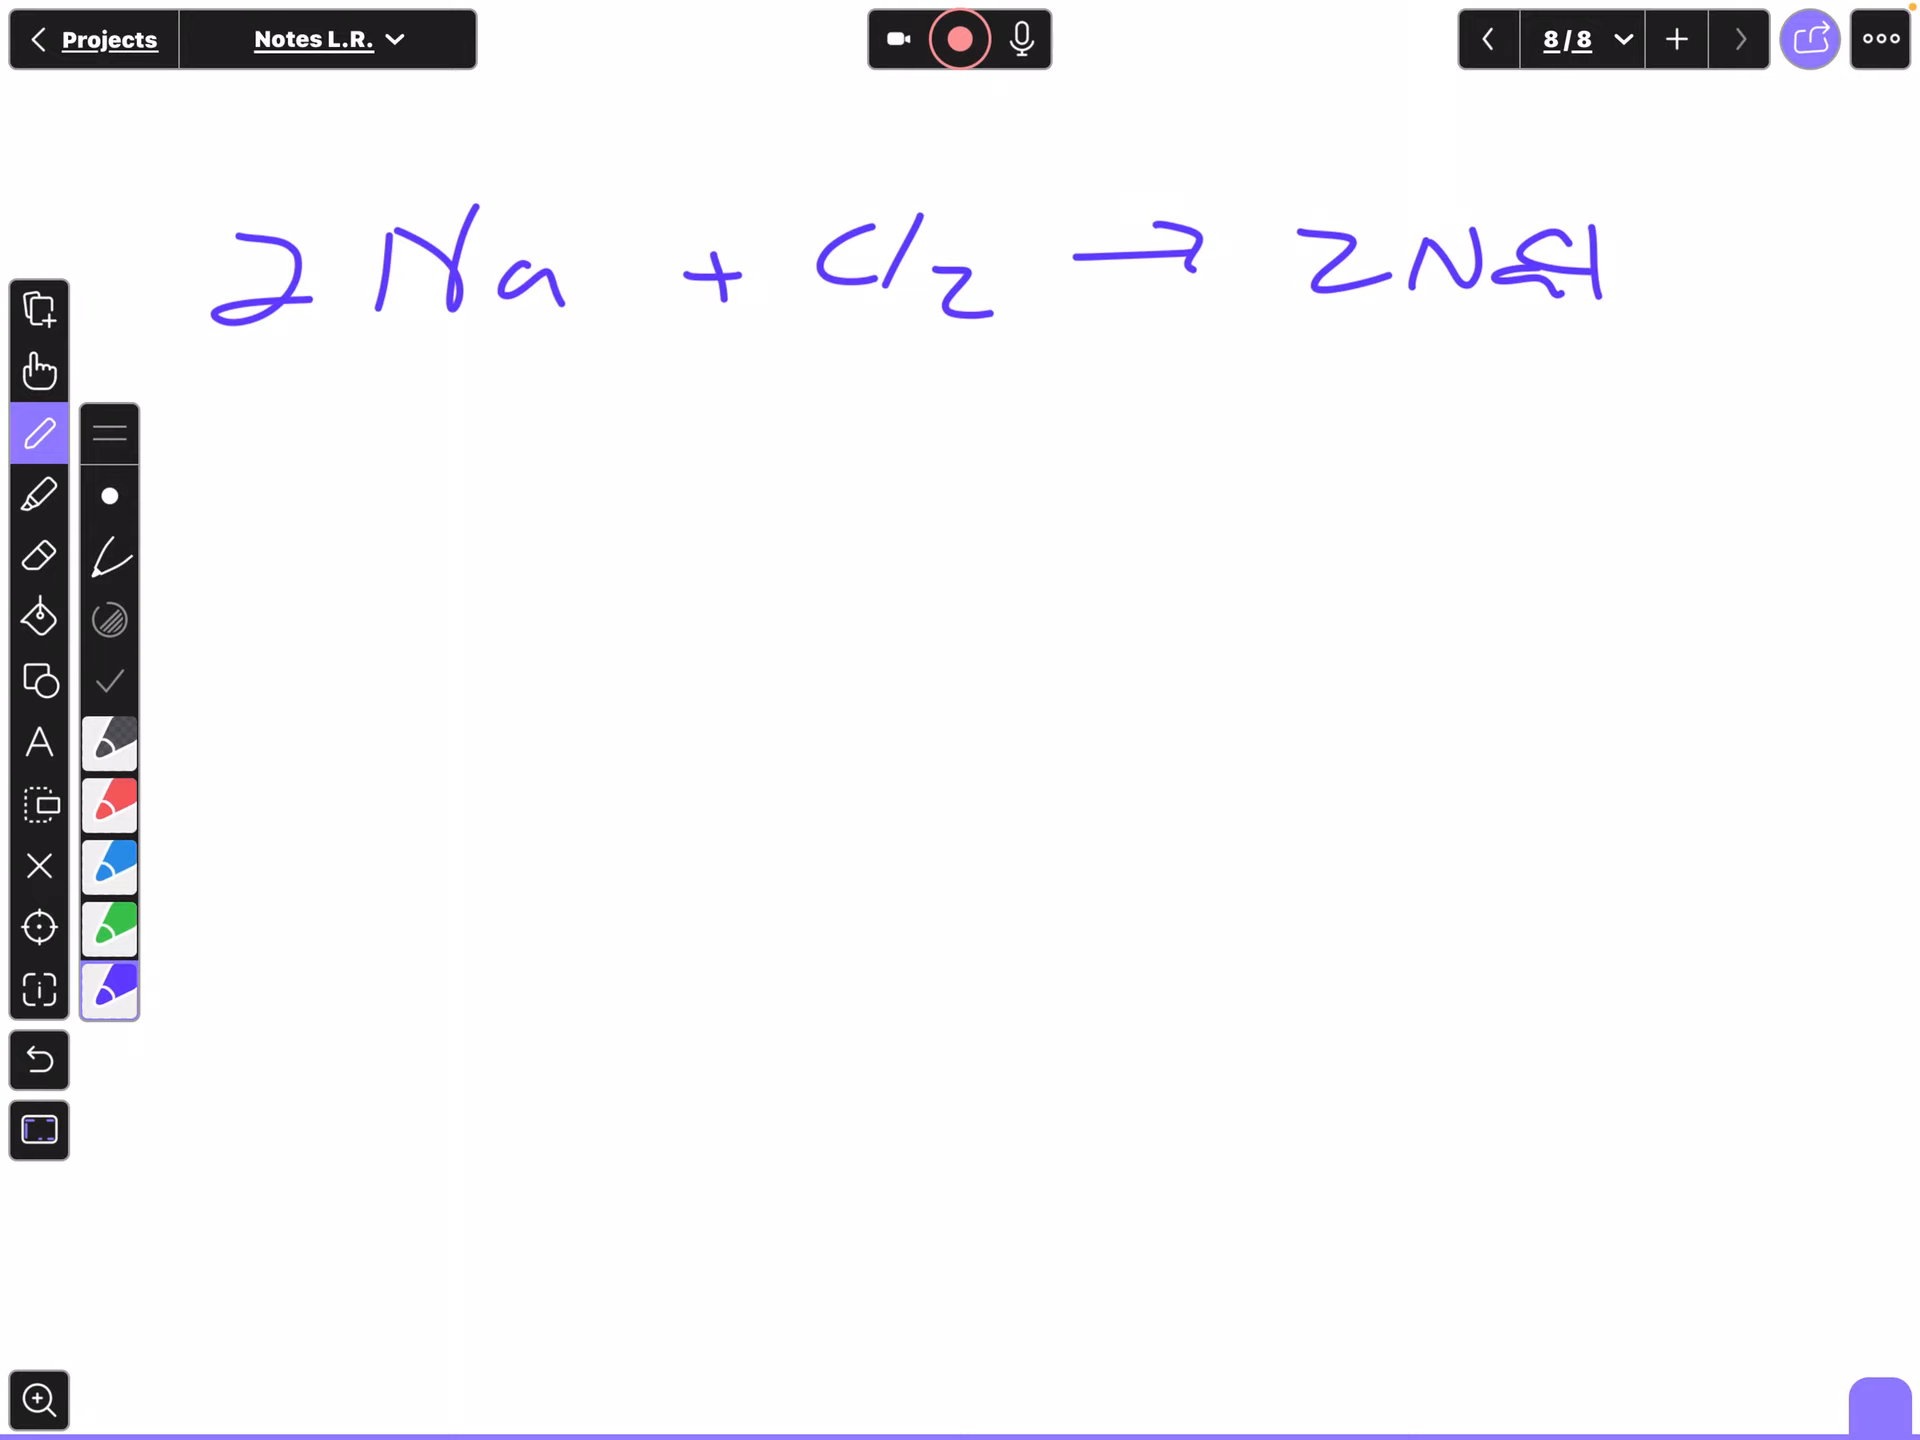 Projects Notes L.R. 8/8
2 Na + Cl2 → 2NaCl
A